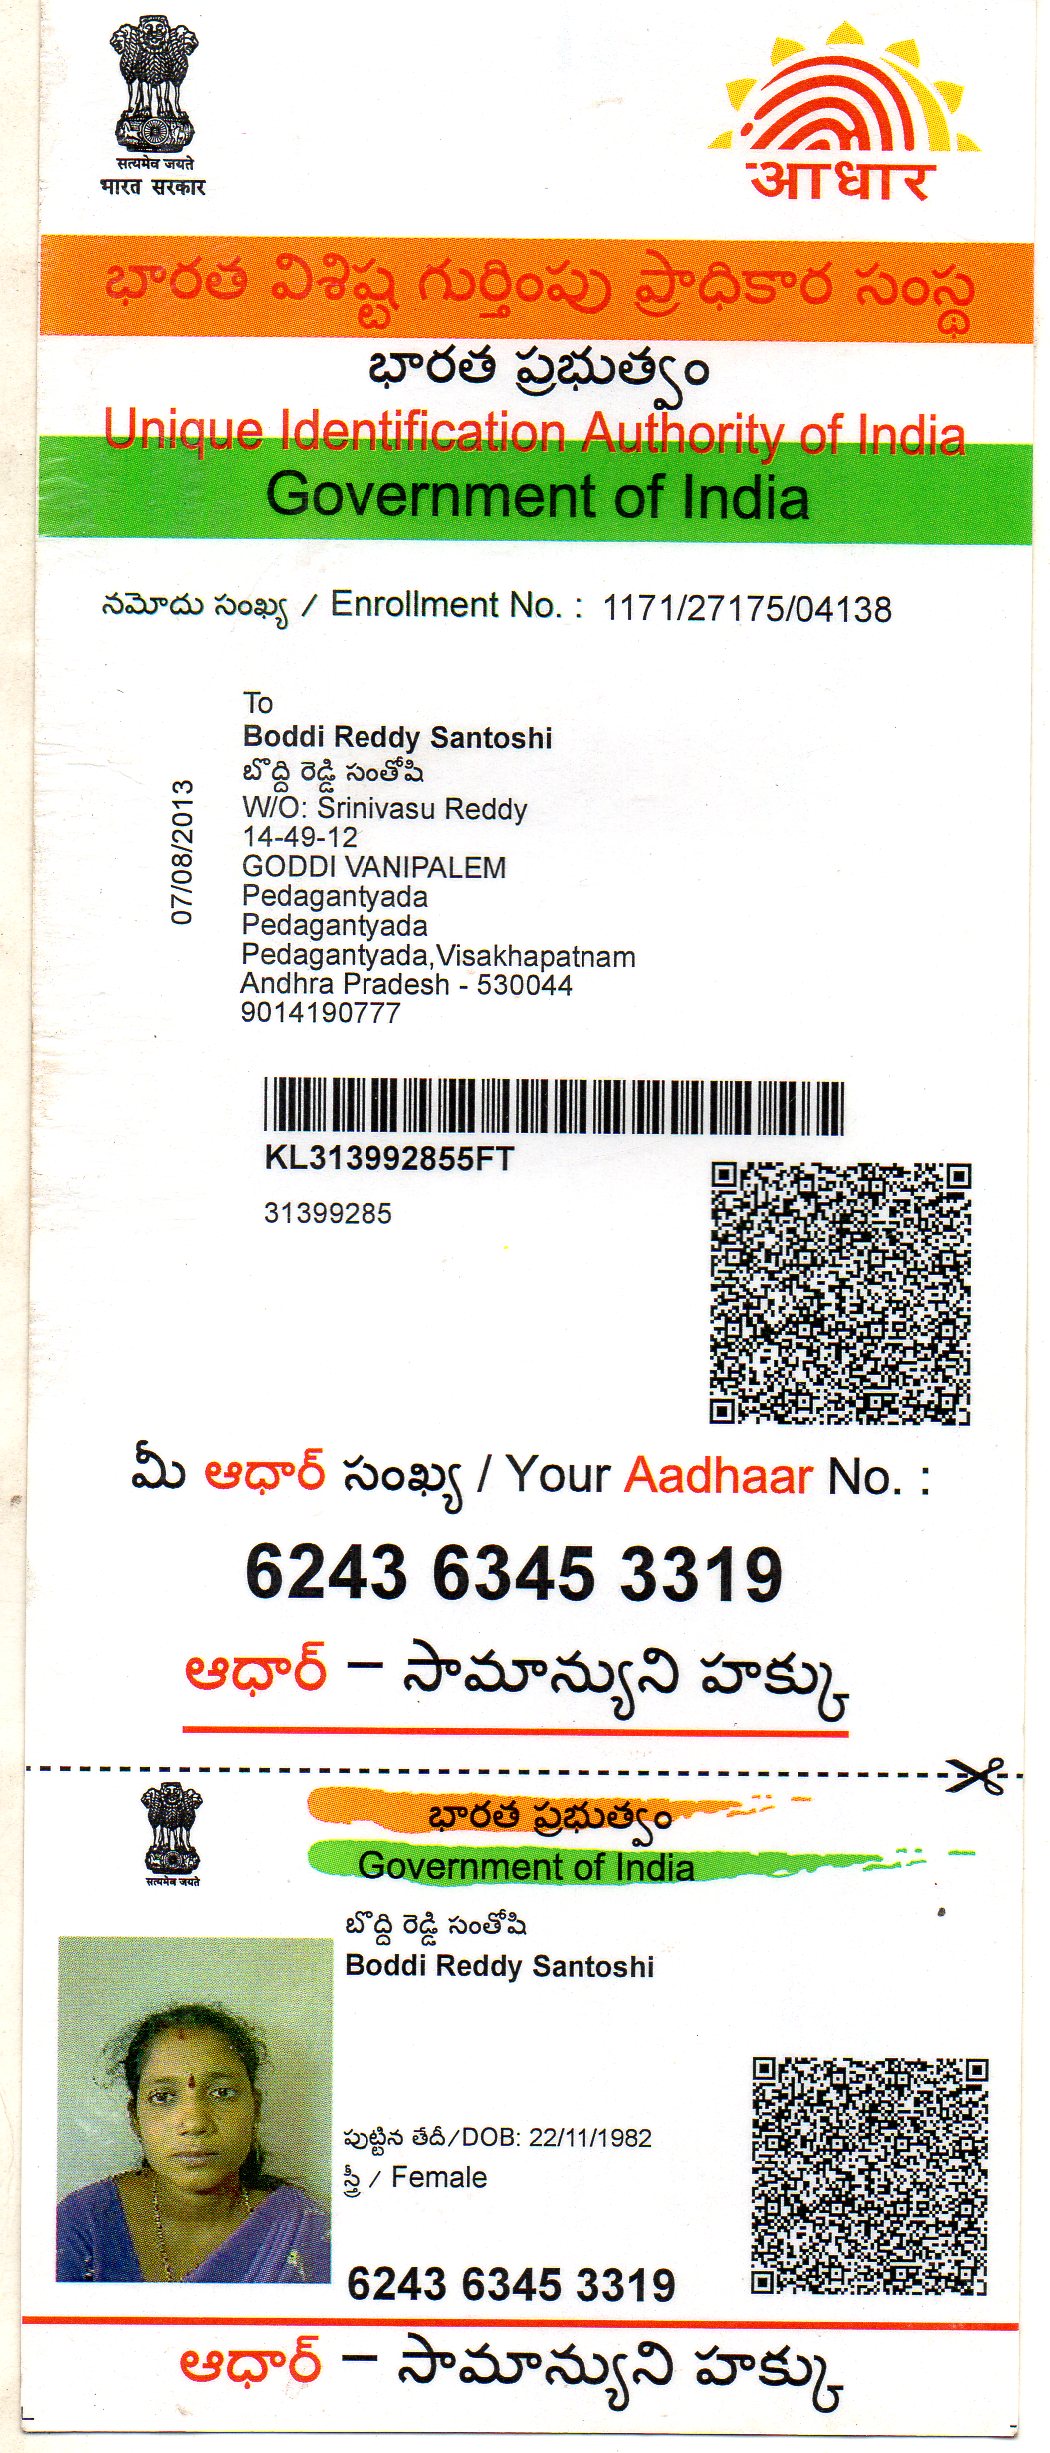 सत्यमेव जयते
भारत सरकार
आधार
భారత విశిష్ట గుర్తింపు ప్రాధికార సంస్థ
భారత ప్రభుత్వం
Unique Identification Authority of India
Government of India
నమోదు సంఖ్య / Enrollment No. : 1171/27175/04138
07/08/2013
To
Boddi Reddy Santoshi
బొద్ది రెడ్డి సంతోషి
W/O: Srinivasu Reddy
14-49-12
GODDI VANIPALEM
Pedagantyada
Pedagantyada
Pedagantyada,Visakhapatnam
Andhra Pradesh - 530044
9014190777
KL313992855FT
31399285
మీ ఆధార్ సంఖ్య / Your Aadhaar No. :
6243 6345 3319
ఆధార్ – సామాన్యుని హక్కు
सत्यमेव जयते
భారత ప్రభుత్వం
Government of India
బొద్ది రెడ్డి సంతోషి
Boddi Reddy Santoshi
పుట్టిన తేదీ/DOB: 22/11/1982
స్త్రీ / Female
6243 6345 3319
ఆధార్ – సామాన్యుని హక్కు